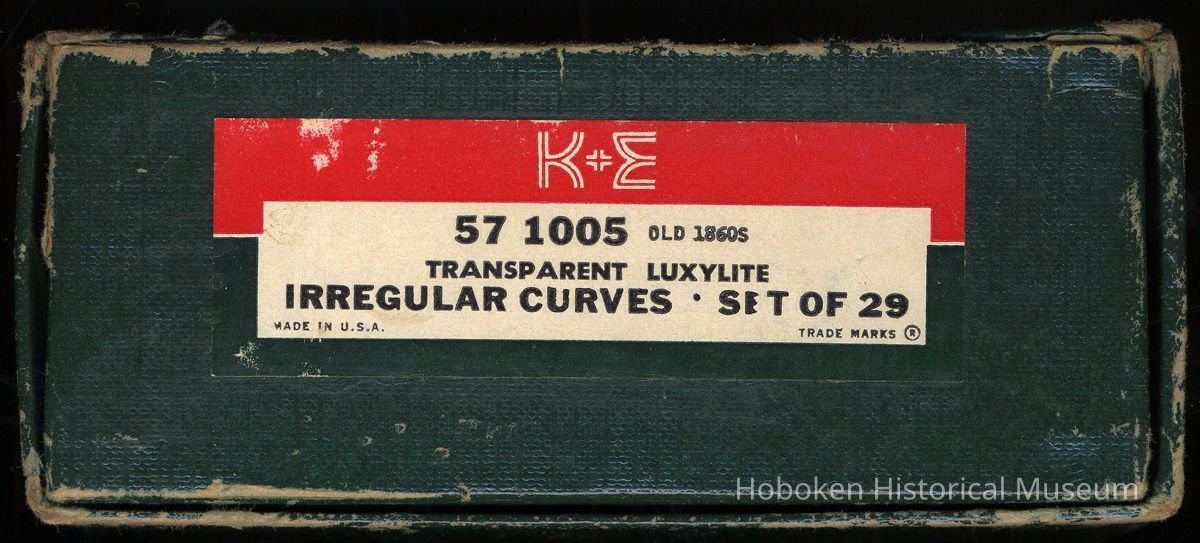 K+E
57 1005 OLD 1860S
TRANSPARENT LUXYLITE
IRREGULAR CURVES · SET OF 29
MADE IN U.S.A. TRADE MARKS ®
Hoboken Historical Museum